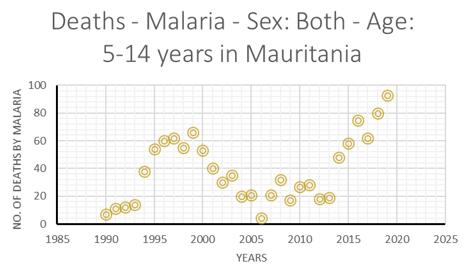 Deaths - Malaria - Sex: Both - Age:
5-14 years in Mauritania
NO. OF DEATHS BY MALARIA
100
80
60
40
20
0
1985 1990 1995 2000 2005 2010 2015 2020 2025
YEARS